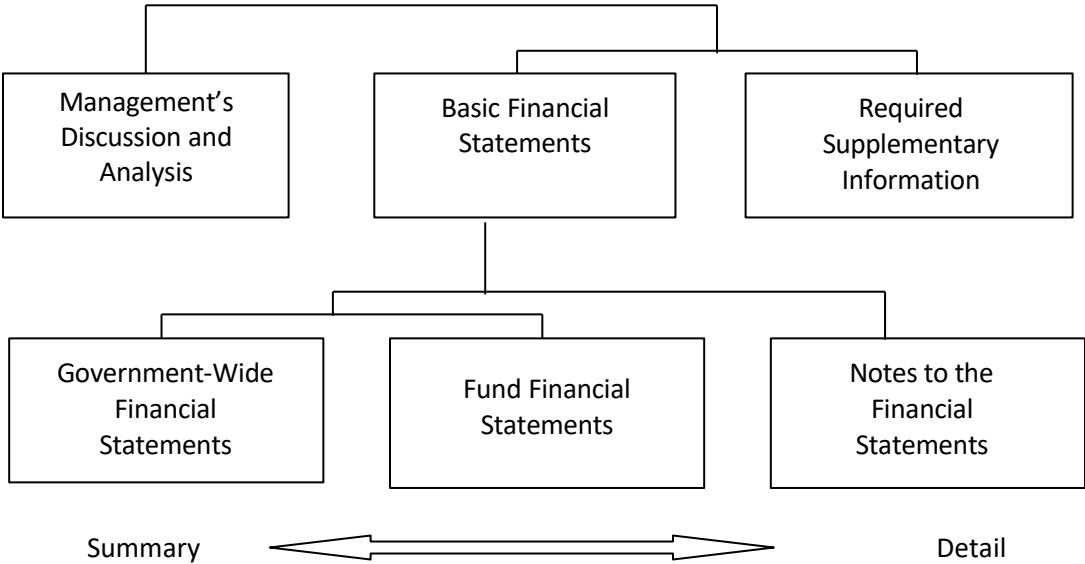 Management’s
Discussion and
Analysis
Basic Financial
Statements
Required
Supplementary
Information
Government-Wide
Financial
Statements
Fund Financial
Statements
Notes to the
Financial
Statements
Summary
Detail